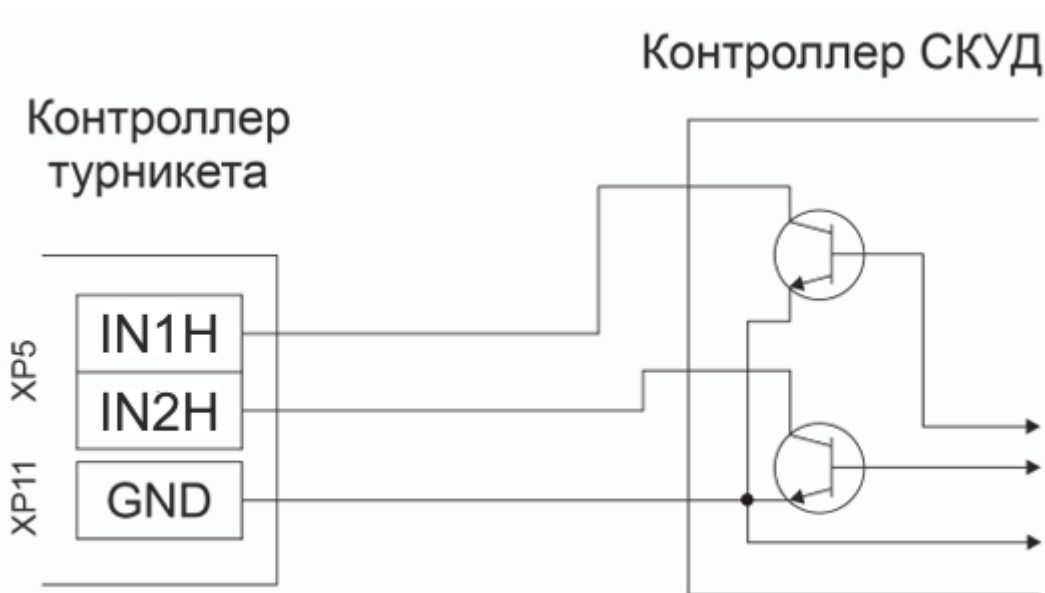 Контроллер СКУД
Контроллер
турникета
XP5
IN1H
IN2H
XP11
GND